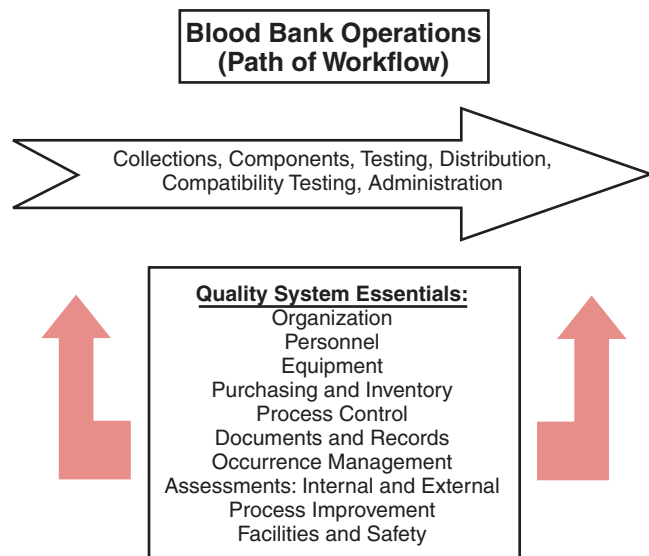 Blood Bank Operations
(Path of Workflow)
Collections, Components, Testing, Distribution,
Compatibility Testing, Administration
Quality System Essentials:
Organization
Personnel
Equipment
Purchasing and Inventory
Process Control
Documents and Records
Occurrence Management
Assessments: Internal and External
Process Improvement
Facilities and Safety